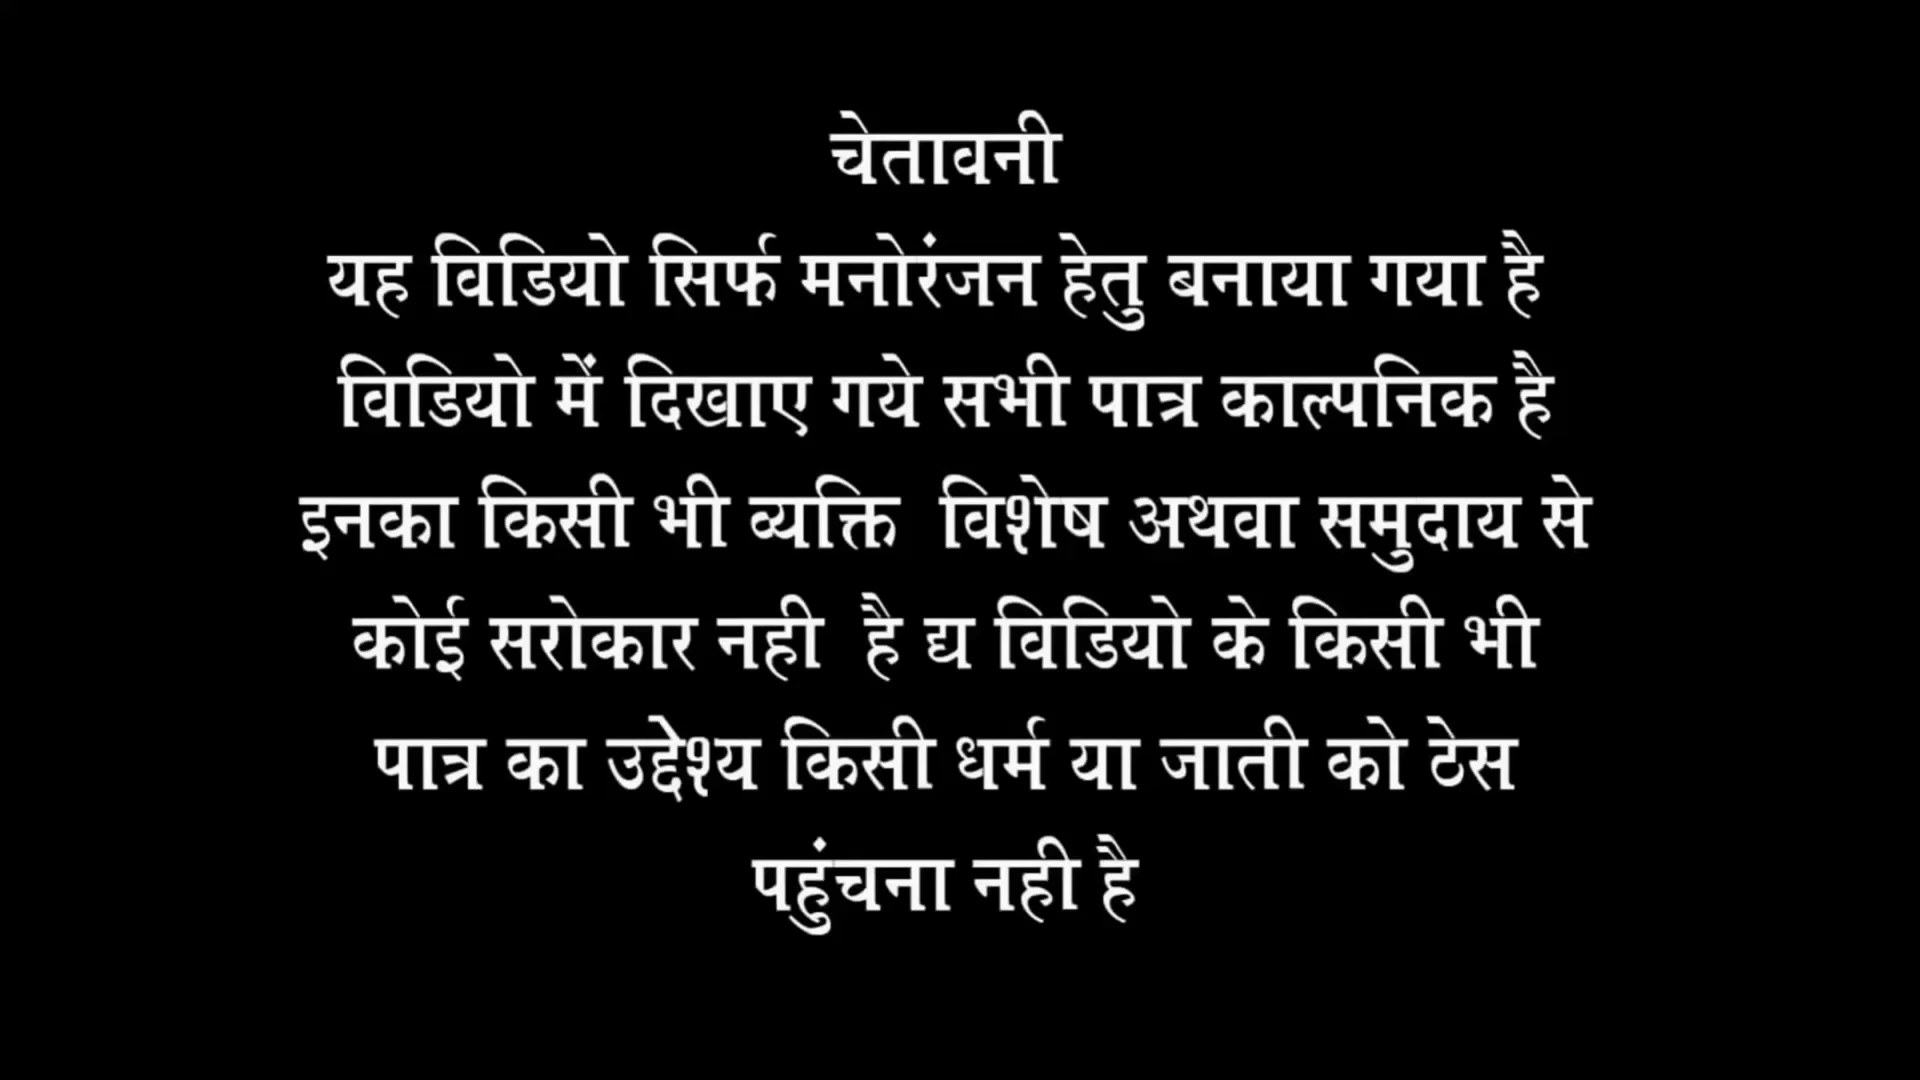 चेतावनी
यह विडियो सिर्फ मनोरंजन हेतु बनाया गया है
विडियो में दिखाए गये सभी पात्र काल्पनिक है
इनका किसी भी व्यक्ति विशेष अथवा समुदाय से
कोई सरोकार नही है द्य विडियो के किसी भी
पात्र का उद्देश्य किसी धर्म या जाती को ठेस
पहुंचना नही है